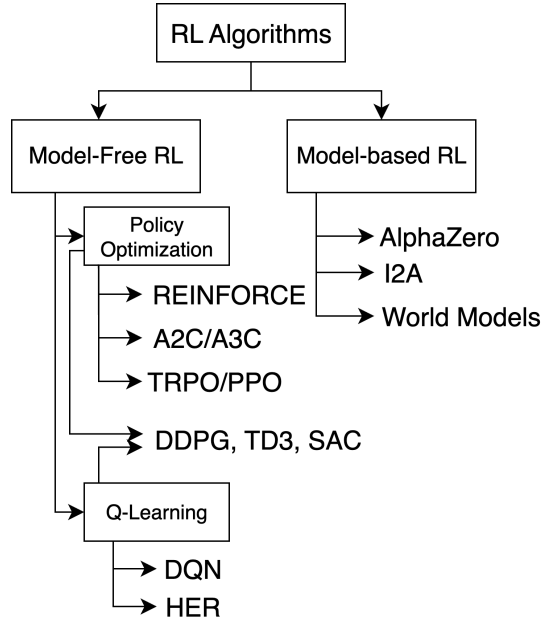 RL Algorithms
Model-Free RL
Model-based RL
Policy
Optimization
REINFORCE
A2C/A3C
TRPO/PPO
DDPG, TD3, SAC
Q-Learning
DQN
HER
AlphaZero
I2A
World Models